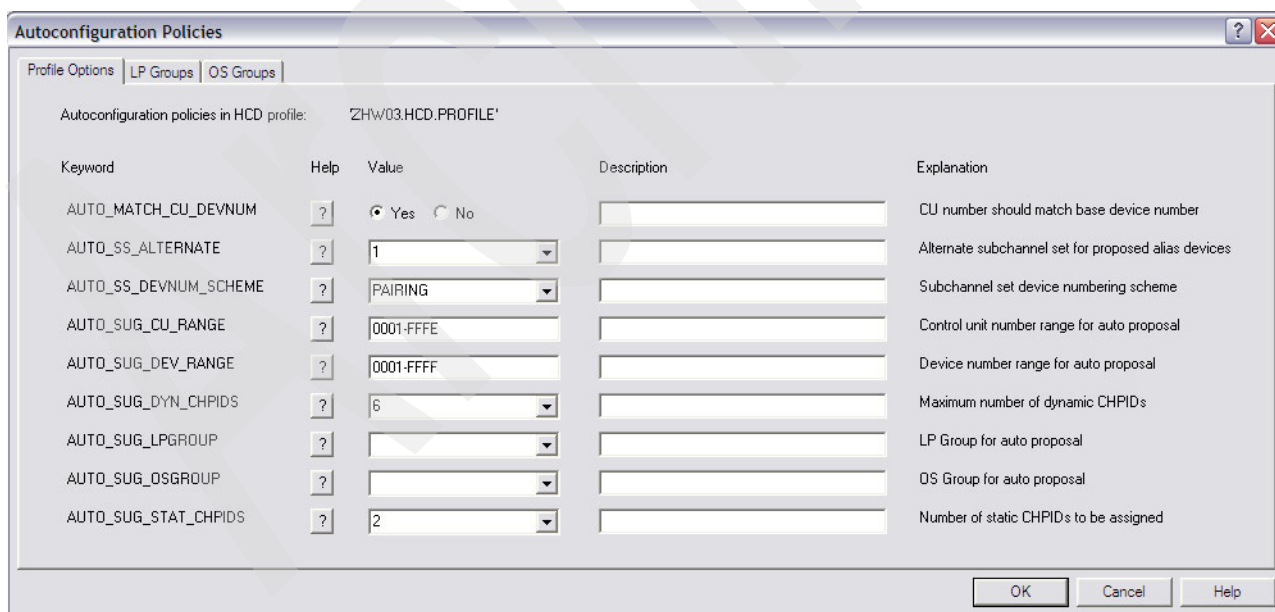 Autoconfiguration Policies
?
Profile Options LP Groups OS Groups
Autoconfiguration policies in HCD profile: 'ZHW03.HCD.PROFILE'
Keyword Help Value Description Explanation
AUTO_MATCH_CU_DEVNUM ? Yes No CU number should match base device number
AUTO_SS_ALTERNATE ? 1 Alternate subchannel set for proposed alias devices
AUTO_SS_DEVNUM_SCHEME ? PAIRING Subchannel set device numbering scheme
AUTO_SUG_CU_RANGE ? 0001-FFFE Control unit number range for auto proposal
AUTO_SUG_DEV_RANGE ? 0001-FFFF Device number range for auto proposal
AUTO_SUG_DYN_CHPIDS ? 6 Maximum number of dynamic CHPIDs
AUTO_SUG_LPGROUP ? LP Group for auto proposal
AUTO_SUG_OSGROUP ? OS Group for auto proposal
AUTO_SUG_STAT_CHPIDS ? 2 Number of static CHPIDs to be assigned
OK Cancel Help